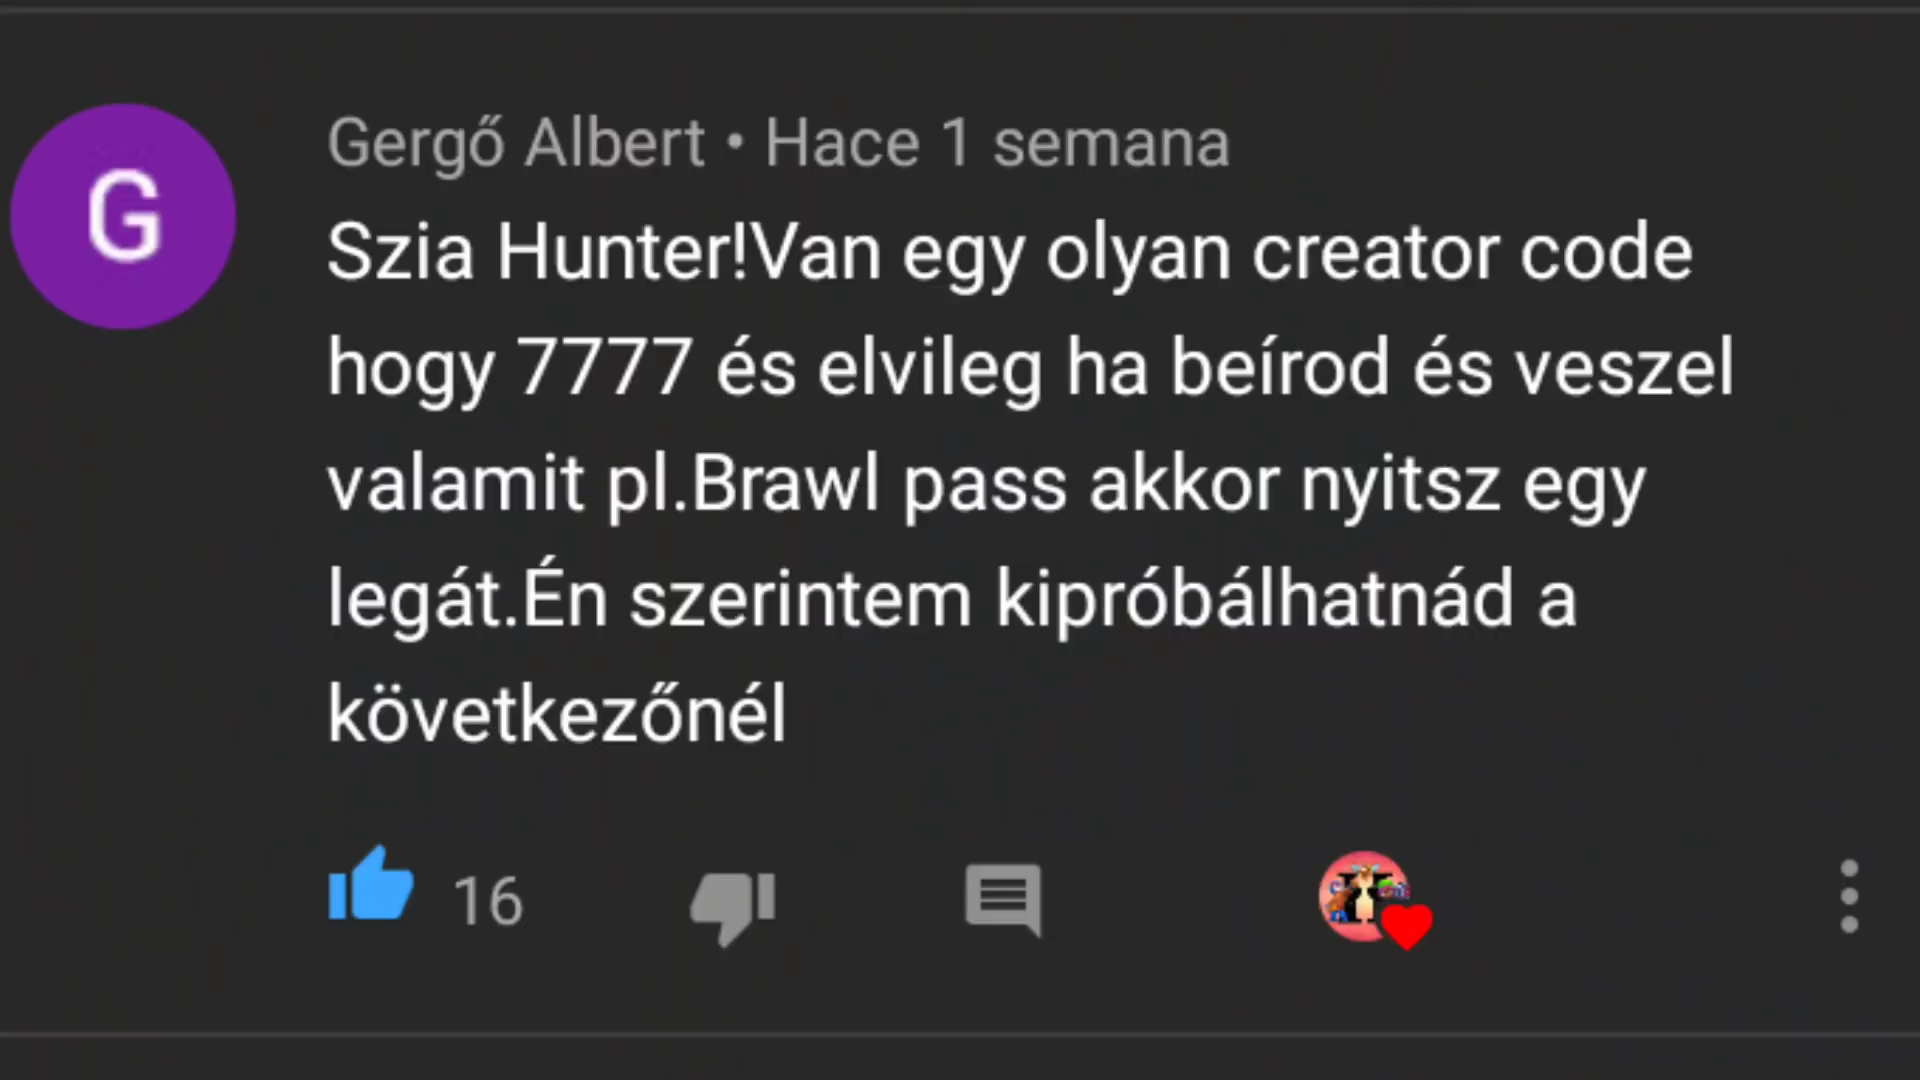 G
Gergő Albert • Hace 1 semana
Szia Hunter!Van egy olyan creator code
hogy 7777 és elvileg ha beírod és veszel
valamit pl.Brawl pass akkor nyitsz egy
legát.Én szerintem kipróbálhatnád a
következőnél
16